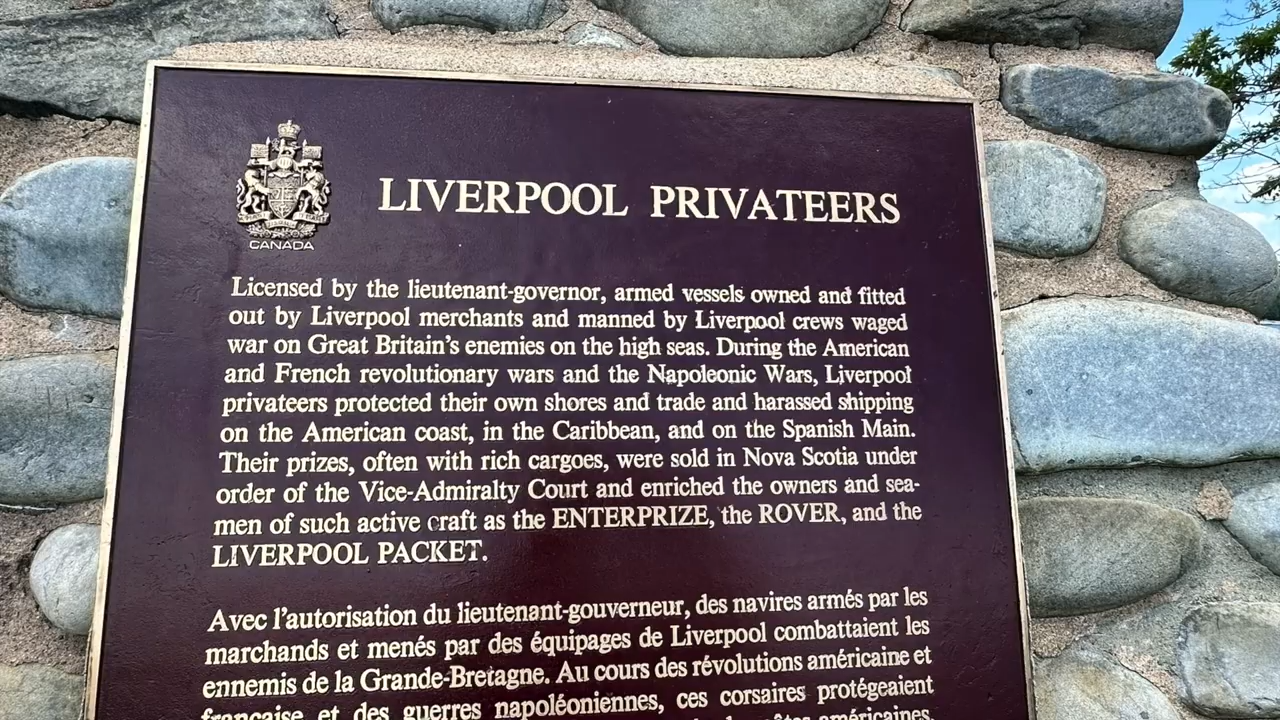 CANADA
LIVERPOOL PRIVATEERS
Licensed by the lieutenant-governor, armed vessels owned and fitted
out by Liverpool merchants and manned by Liverpool crews waged
war on Great Britain's enemies on the high seas. During the American
and French revolutionary wars and the Napoleonic Wars, Liverpool
privateers protected their own shores and trade and harassed shipping
on the American coast, in the Caribbean, and on the Spanish Main.
Their prizes, often with rich cargoes, were sold in Nova Scotia under
order of the Vice-Admiralty Court and enriched the owners and sea-
men of such active craft as the ENTERPRIZE, the ROVER, and the
LIVERPOOL PACKET.
Avec l'autorisation du lieutenant-gouverneur, des navires armés par les
marchands et menés par des équipages de Liverpool combattaient les
ennemis de la Grande-Bretagne. Au cours des révolutions américaine et
française et des guerres napoléoniennes, ces corsaires protégeaient
américaines,